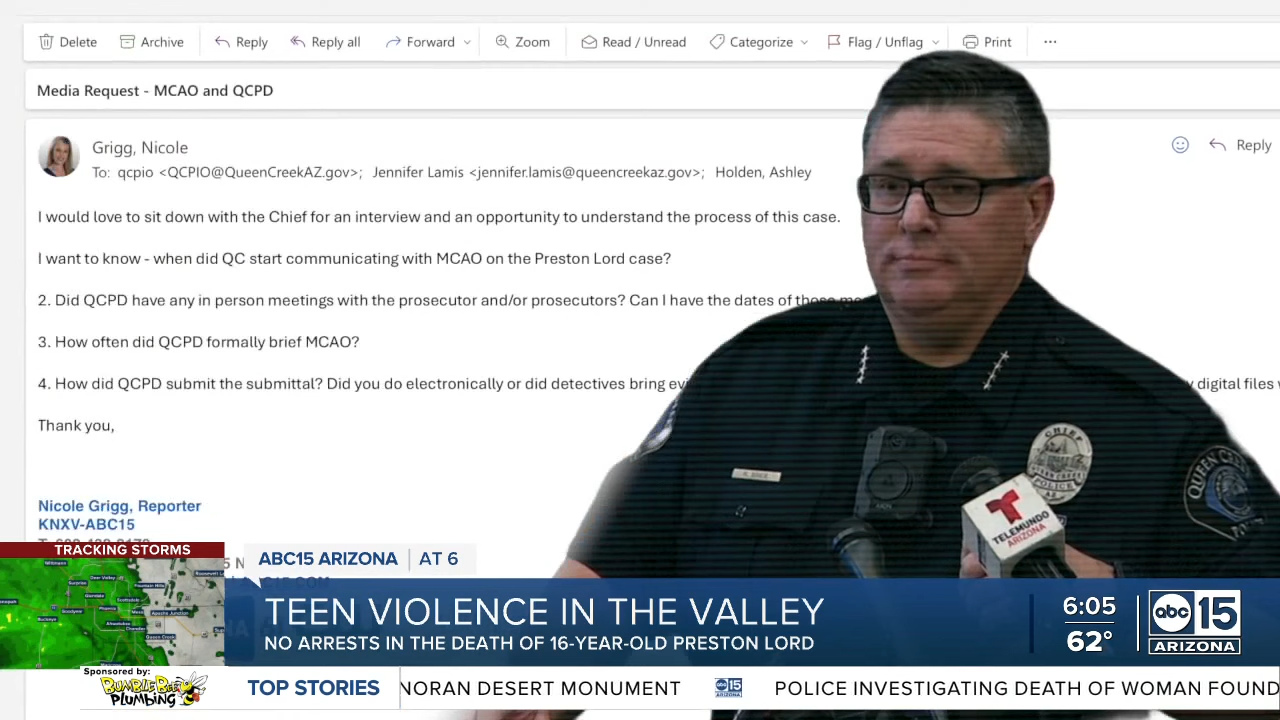 Delete Archive Reply Reply all Forward Zoom Read / Unread Categorize Flag / Unflag Print ...
Media Request - MCAO and QCPD
Grigg, Nicole
Reply
To: qcpio <QCPIO@QueenCreekAZ.gov>; Jennifer Lamis <jennifer.lamis@queencreekaz.gov>; Holden, Ashley
I would love to sit down with the Chief for an interview and an opportunity to understand the process of this case.
I want to know - when did QC start communicating with MCAO on the Preston Lord case?
2. Did QCPD have any in person meetings with the prosecutor and/or prosecutors? Can I have the dates of those
3. How often did QCPD formally brief MCAO?
4. How did QCPD submit the submittal? Did you do electronically or did detectives bring digital files
Thank you,
Nicole Grigg, Reporter
KNXV-ABC15
CHIEF
QUEEN CREEK
POLICE
QUEEN
TELEMUNDO
ARIZONA
TRACKING STORMS
ABC15 ARIZONA AT 6
TEEN VIOLENCE IN THE VALLEY
NO ARRESTS IN THE DEATH OF 16-YEAR-OLD PRESTON LORD
6:05
62°
abc 15
ARIZONA
Sponsored by:
BUMBLE BEE
PLUMBING
TOP STORIES
NORAN DESERT MONUMENT abc 15 POLICE INVESTIGATING DEATH OF WOMAN FOUND